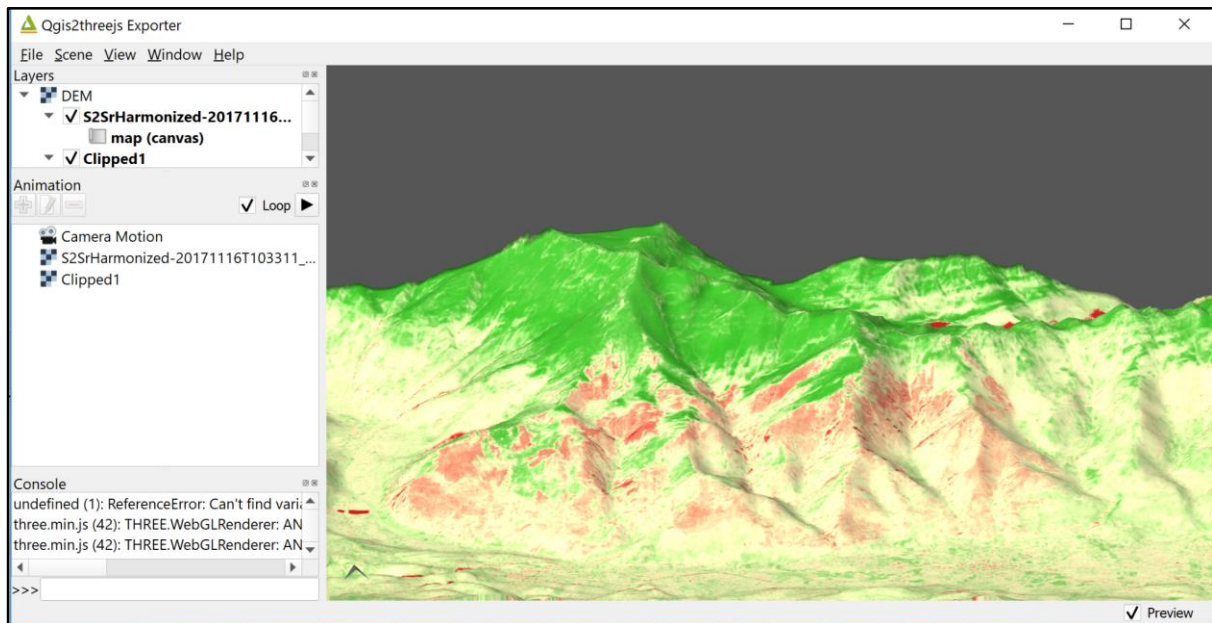 Qgis2threejs Exporter
File Scene View Window Help
Layers
DEM
S2SrHarmonized-20171116...
map (canvas)
Clipped1
Animation
Loop
Camera Motion
S2SrHarmonized-20171116T103311_...
Clipped1
Console
undefined (1): ReferenceError: Can't find varia
three.min.js (42): THREE.WebGLRenderer: AN
three.min.js (42): THREE.WebGLRenderer: AN
>>>
Preview